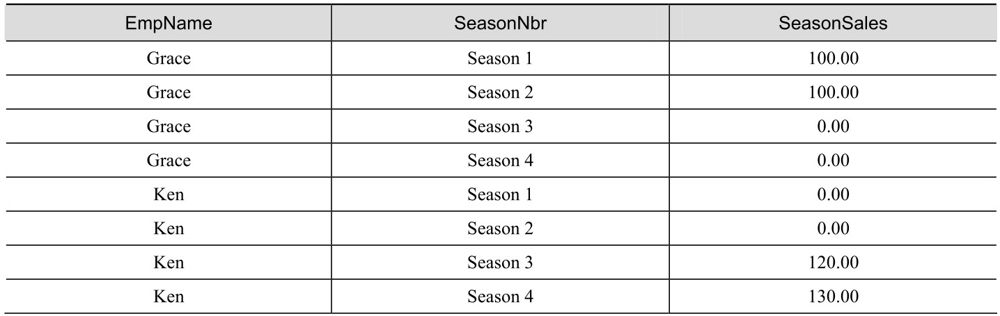 EmpName SeasonNbr SeasonSales
Grace Season 1 100.00
Grace Season 2 100.00
Grace Season 3 0.00
Grace Season 4 0.00
Ken Season 1 0.00
Ken Season 2 0.00
Ken Season 3 120.00
Ken Season 4 130.00